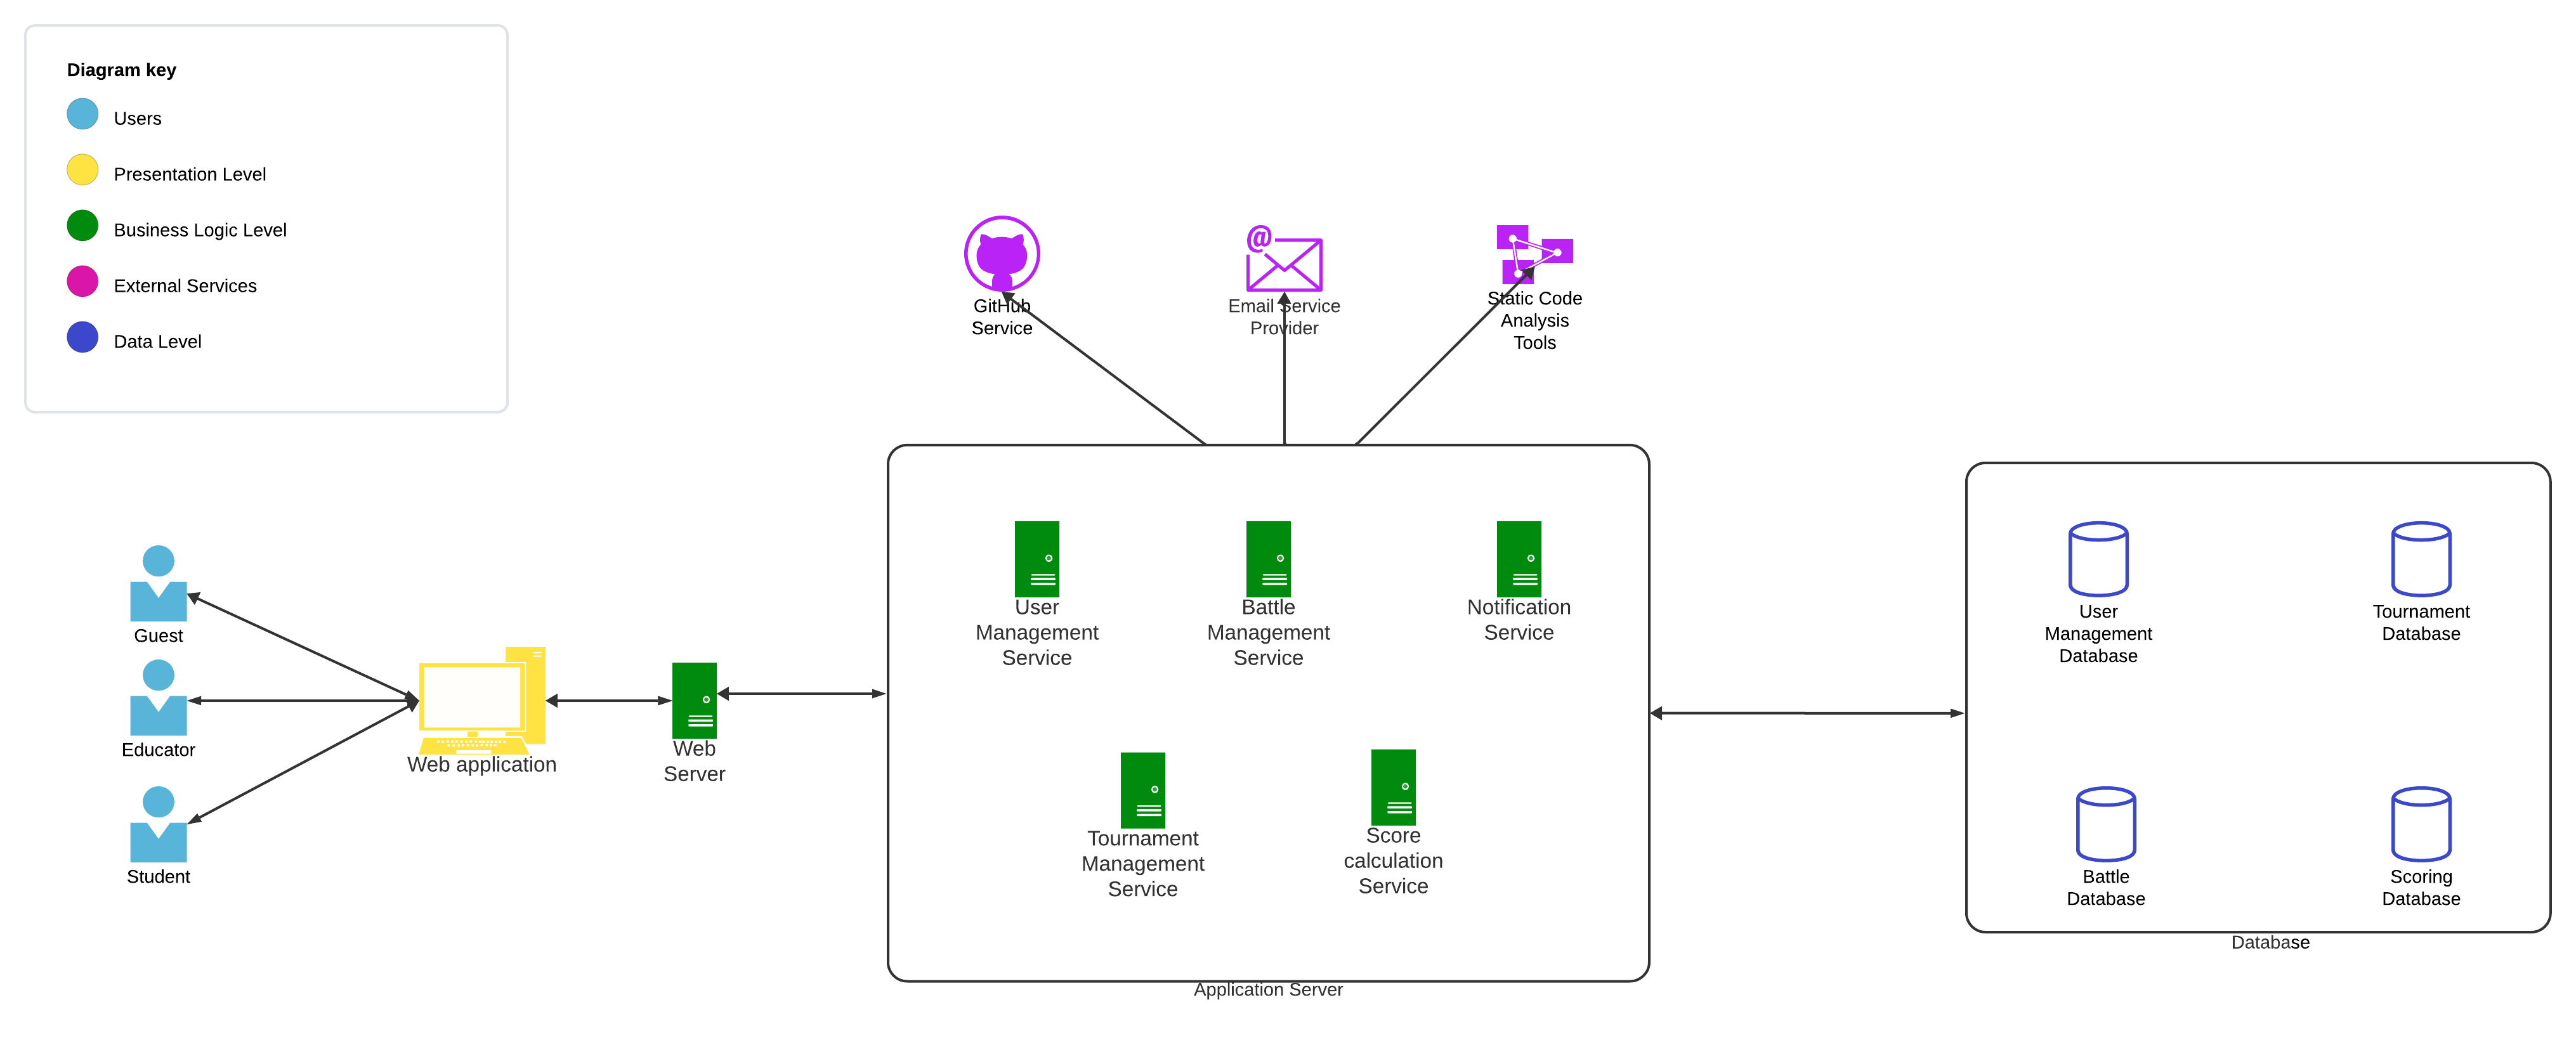 Diagram key
Users
Presentation Level
Business Logic Level
External Services
Data Level
GitHub
Service
Email Service
Provider
Static Code
Analysis
Tools
Guest
Educator
Student
Web application
Web
Server
User
Management
Service
Battle
Management
Service
Notification
Service
Tournament
Management
Service
Score
calculation
Service
Application Server
User
Management
Database
Tournament
Database
Battle
Database
Scoring
Database
Database